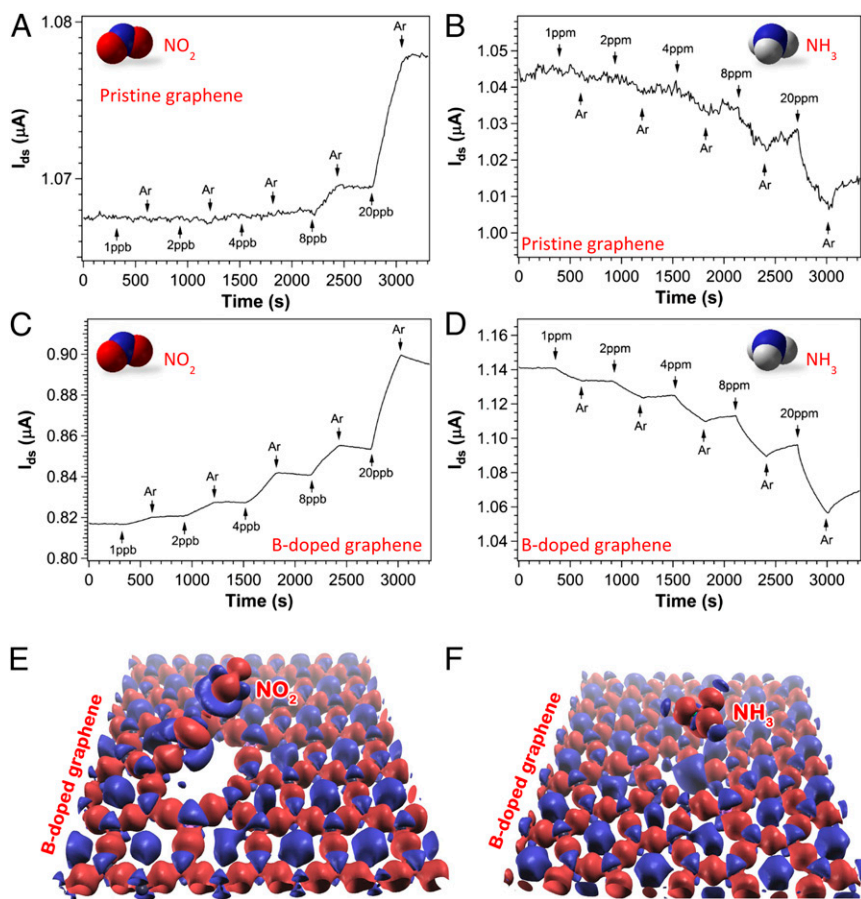 A
NO2
Pristine graphene
Ar
Ar
Ar
Ar
Ar
1ppb
2ppb
4ppb
8ppb
20ppb
1.08
1.07
Ids (μA)
0 500 1000 1500 2000 2500 3000
Time (s)
B
NH3
1ppm
2ppm
4ppm
8ppm
20ppm
Ar
Ar
Ar
Ar
Ar
Pristine graphene
1.05
1.04
1.03
1.02
1.01
1.00
Ids (μA)
0 500 1000 1500 2000 2500 3000
Time (s)
C
NO2
Ar
Ar
Ar
Ar
Ar
1ppb
2ppb
4ppb
8ppb
20ppb
B-doped graphene
0.90
0.88
0.86
0.84
0.82
0.80
Ids (μA)
0 500 1000 1500 2000 2500 3000
Time (s)
D
NH3
1ppm
2ppm
4ppm
8ppm
20ppm
Ar
Ar
Ar
Ar
Ar
B-doped graphene
1.16
1.14
1.12
1.10
1.08
1.06
1.04
Ids (μA)
0 500 1000 1500 2000 2500 3000
Time (s)
E
NO2
B-doped graphene
F
NH3
B-doped graphene